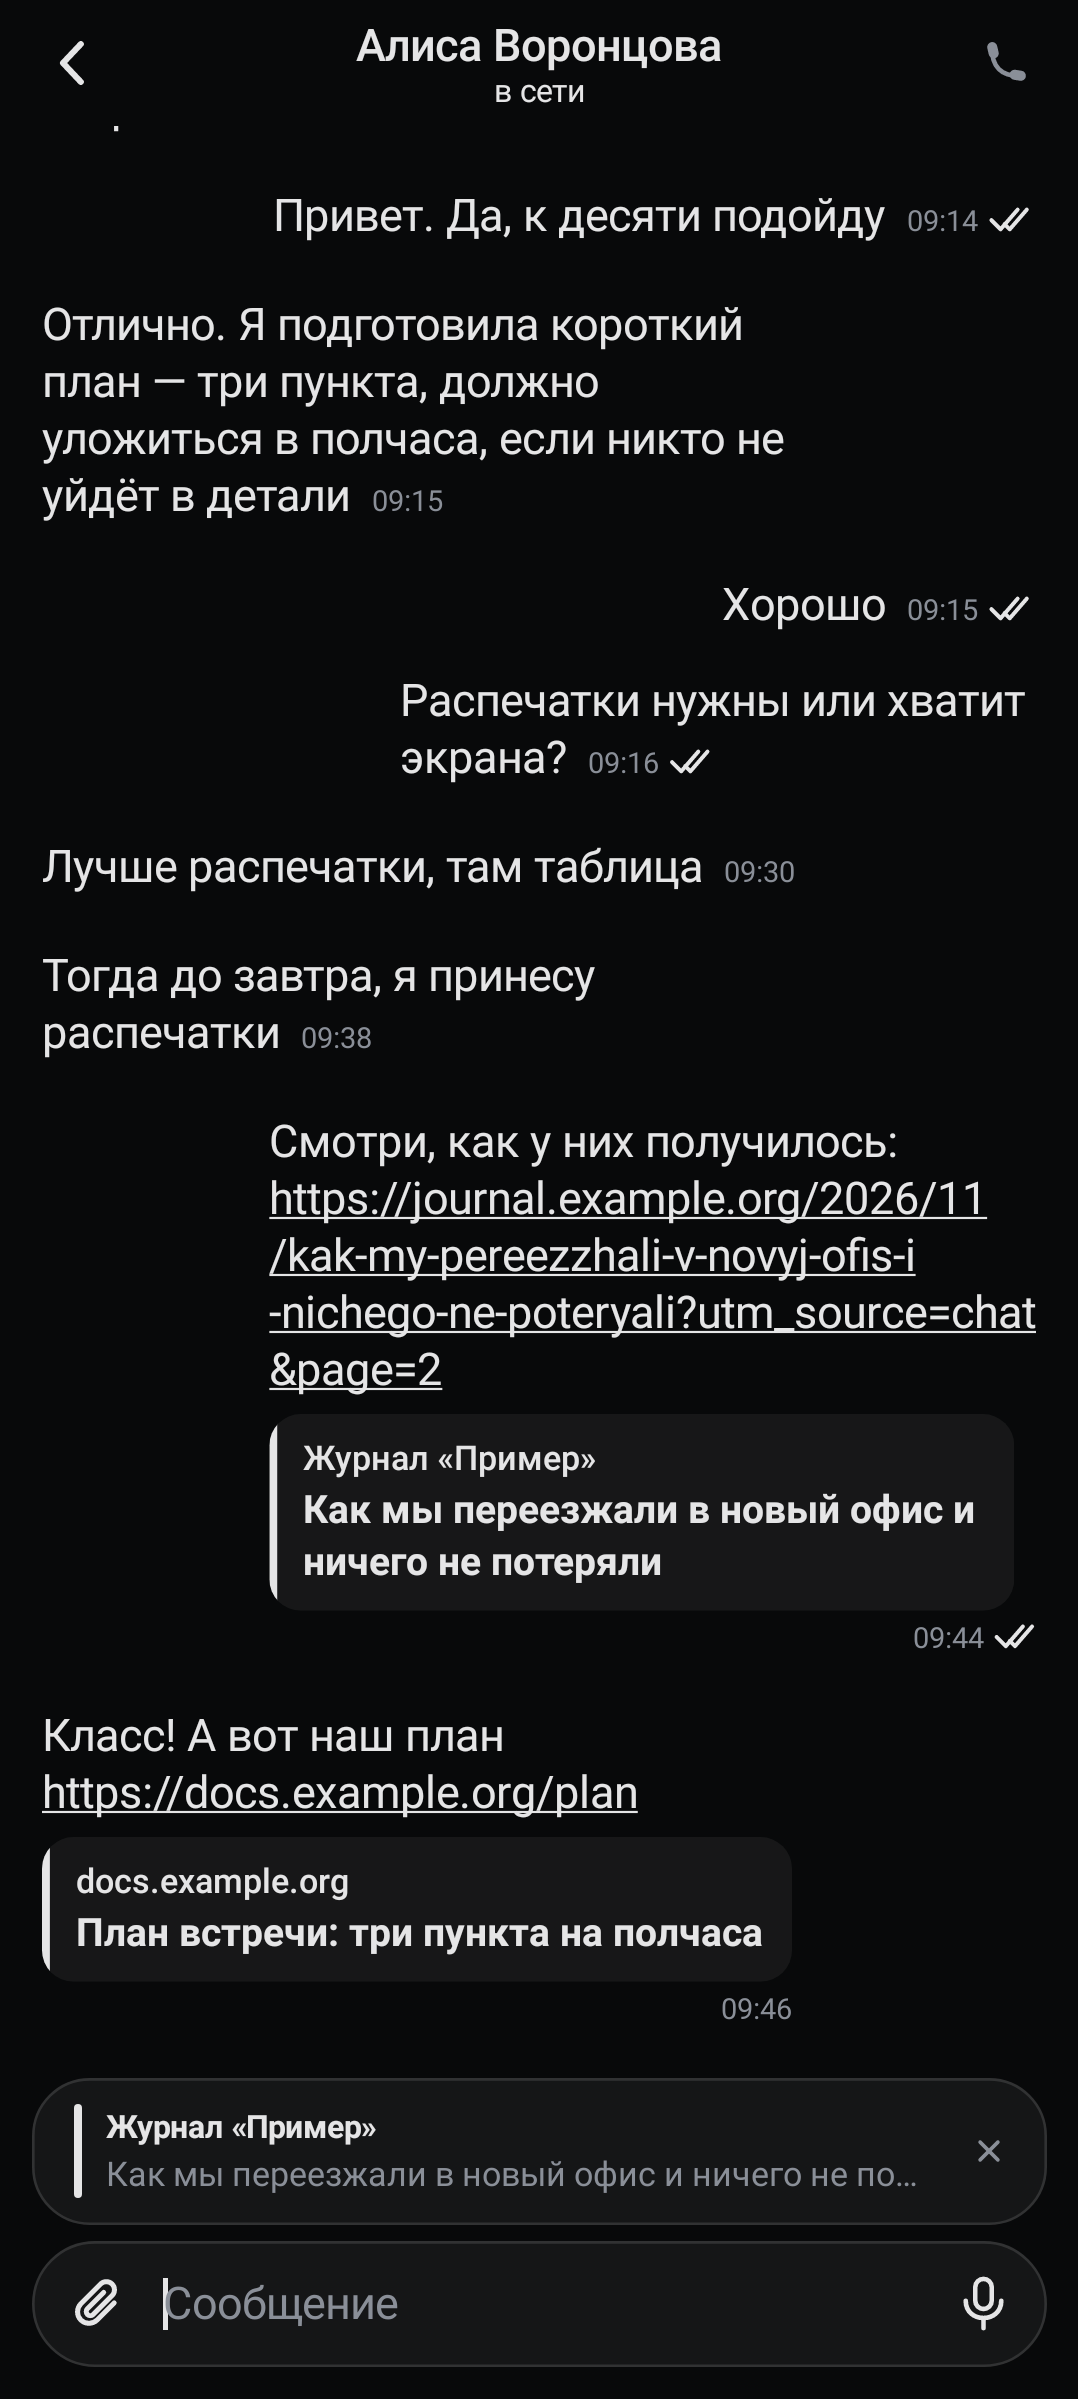 Алиса Воронцова
в сети
Привет. Да, к десяти подойду 09:14
Отлично. Я подготовила короткий
план — три пункта, должно
уложиться в полчаса, если никто не
уйдёт в детали 09:15
Хорошо 09:15
Распечатки нужны или хватит
экрана? 09:16
Лучше распечатки, там таблица 09:30
Тогда до завтра, я принесу
распечатки 09:38
Смотри, как у них получилось:
https://journal.example.org/2026/11
/kak-my-pereezzhali-v-novyj-ofis-i
-nichego-ne-poteryali?utm_source=chat
&page=2
Журнал «Пример»
Как мы переезжали в новый офис и
ничего не потеряли
09:44
Класс! А вот наш план
https://docs.example.org/plan
docs.example.org
План встречи: три пункта на полчаса
09:46
Журнал «Пример»
Как мы переезжали в новый офис и ничего не по…
Сообщение